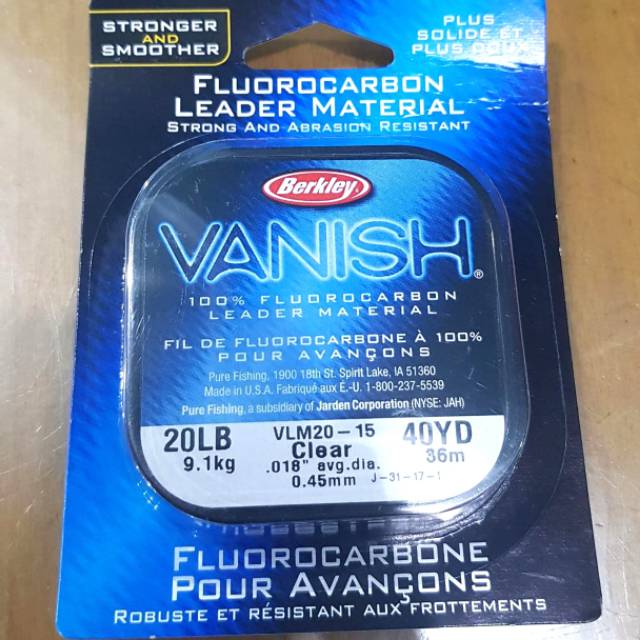 STRONGER
AND
SMOOTHER
PLUS
SOLIDE ET
PLUS DOUX
FLUOROCARBON
LEADER MATERIAL
STRONG AND ABRASION RESISTANT
Berkley
VANISH®
100% FLUOROCARBON
LEADER MATERIAL
FIL DE FLUOROCARBONE À 100%
POUR AVANÇONS
Pure Fishing, 1900 18th St. Spirit Lake, IA 51360
Made in U.S.A. Fabriqué aux É.-U. 1-800-237-5539
Pure Fishing, a subsidiary of Jarden Corporation (NYSE: JAH)
20LB VLM20-15 40YD
9.1kg Clear 36m
.018" avg.dia.
0.45mm J-31-17-1
FLUOROCARBONE
POUR AVANÇONS
ROBUSTE ET RÉSISTANT AUX FROTTEMENTS